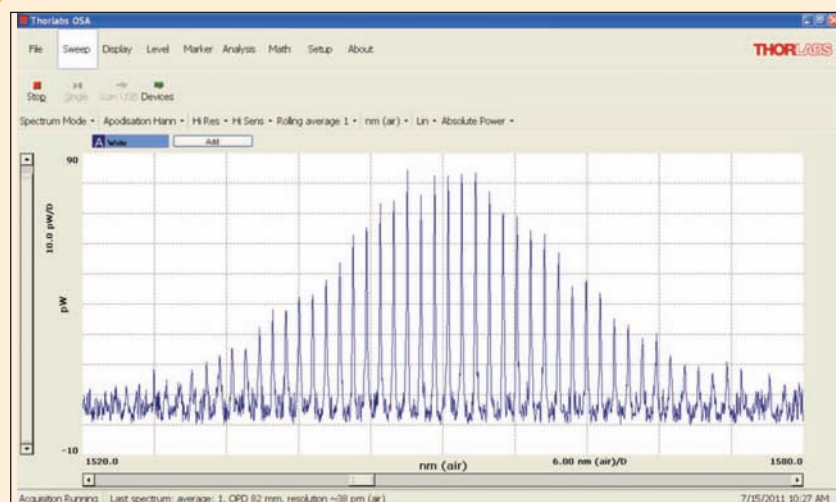 Thorlabs OSA
File Sweep Display Level Marker Analysis Math Setup About
THORLABS
Stop Single Scan USB Devices
Spectrum Mode Apodisation Hann Hi Res Hi Sens Rolling average 1 nm (air) Lin Absolute Power
A Write Add
90
10.0 pW/D
pW
-10
1520.0 nm (air) 6.00 nm (air)/D 1580.0
Acquisition Running Last spectrum: average: 1, OPD 82 mm, resolution ~38 pm (air) 7/15/2011 10:27 AM